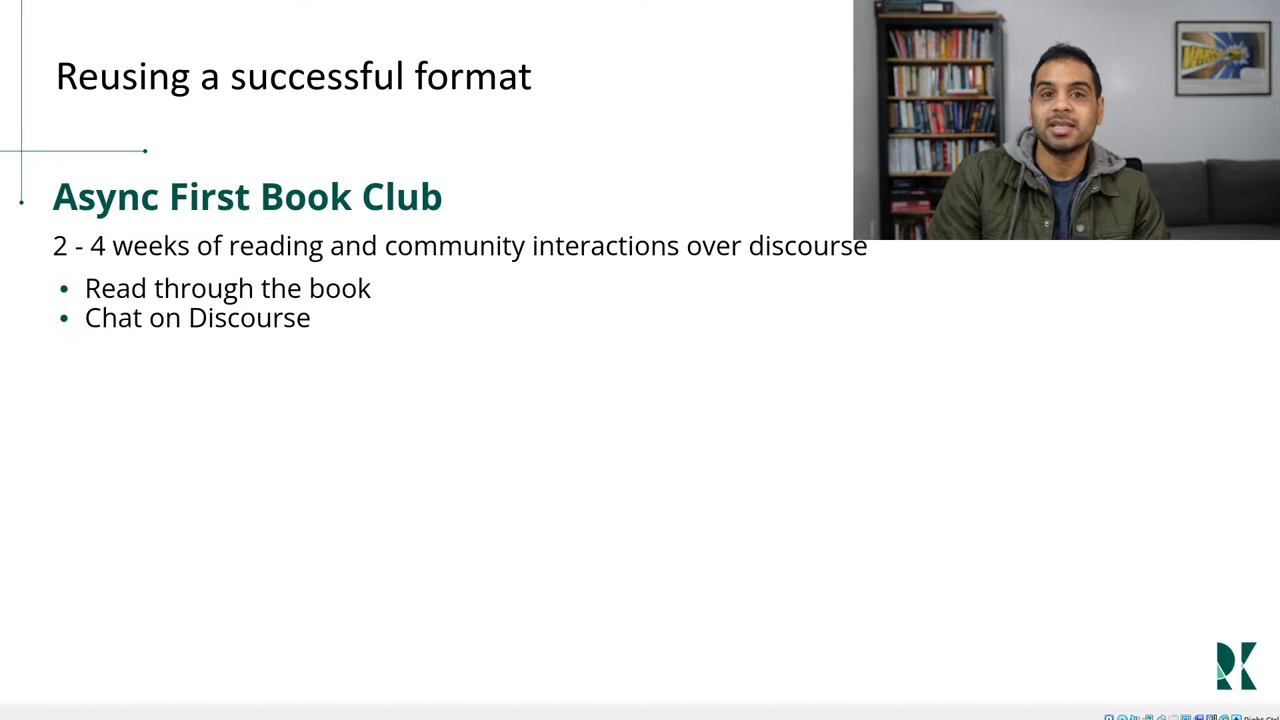 Reusing a successful format
Async First Book Club
2 - 4 weeks of reading and community interactions over discourse
• Read through the book
• Chat on Discourse
RK